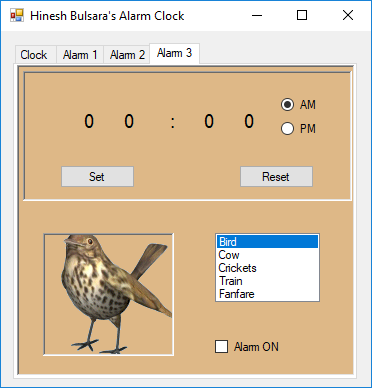 Hinesh Bulsara's Alarm Clock
Clock Alarm 1 Alarm 2 Alarm 3
0 0 : 0 0
AM
PM
Set Reset
Bird
Cow
Crickets
Train
Fanfare
Alarm ON